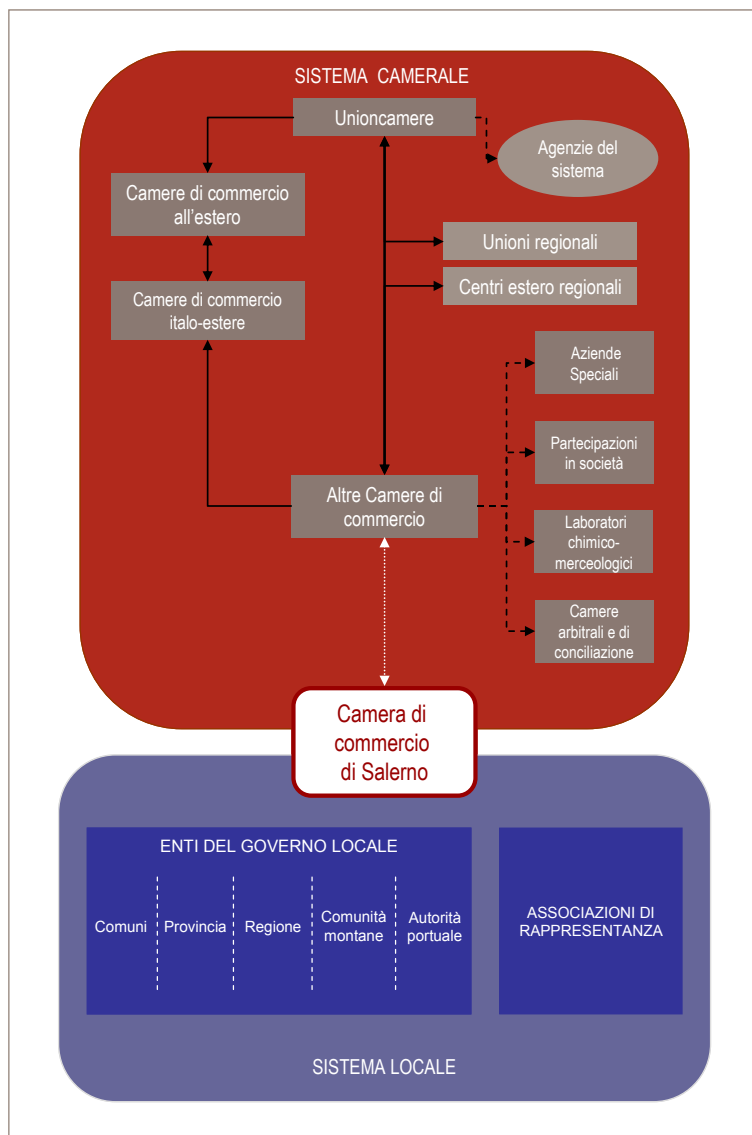 SISTEMA CAMERALE
Unioncamere
Agenzie del
sistema
Camere di commercio
all'estero
Unioni regionali
Centri estero regionali
Camere di commercio
italo-estere
Aziende
Speciali
Partecipazioni
in società
Altre Camere di
commercio
Laboratori
chimico-
merceologici
Camere
arbitrali e di
conciliazione
Camera di
commercio
di Salerno
ENTI DEL GOVERNO LOCALE
Comuni
Provincia
Regione
Comunità
montane
Autorità
portuale
ASSOCIAZIONI DI
RAPPRESENTANZA
SISTEMA LOCALE